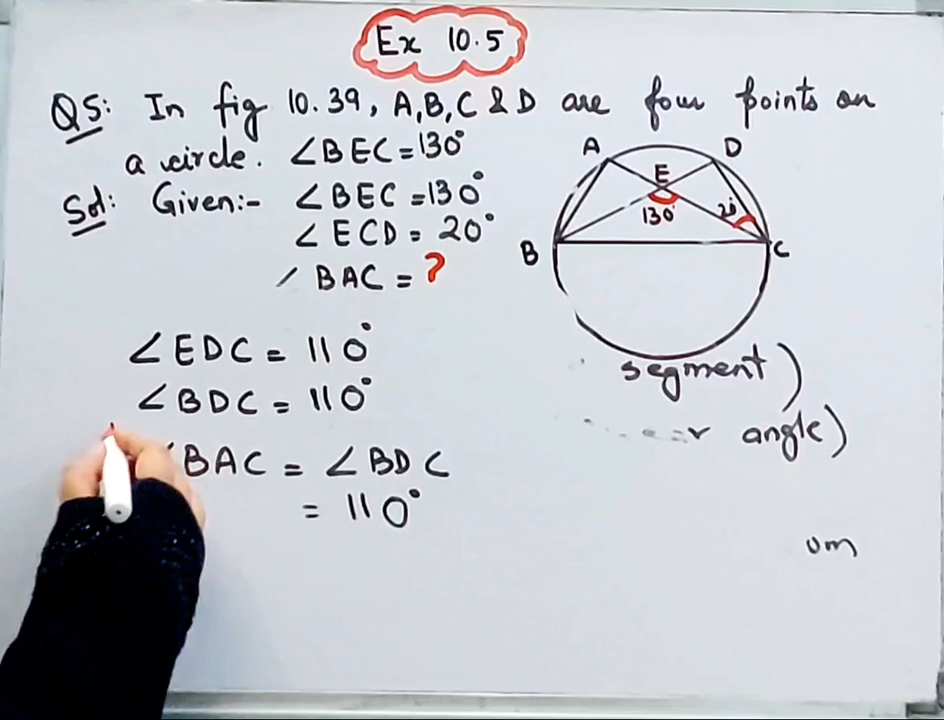 Ex 10.5
Q5: In fig 10.39, A,B,C & D are four points on
a circle. ∠BEC=130°
Sol: Given:- ∠BEC=130°
∠ECD = 20°
∠BAC = ?
A
D
E
130°
20°
B
C
∠EDC = 110°
segment)
∠BDC = 110°
r angle)
∠BAC = ∠BDC
= 110°
um